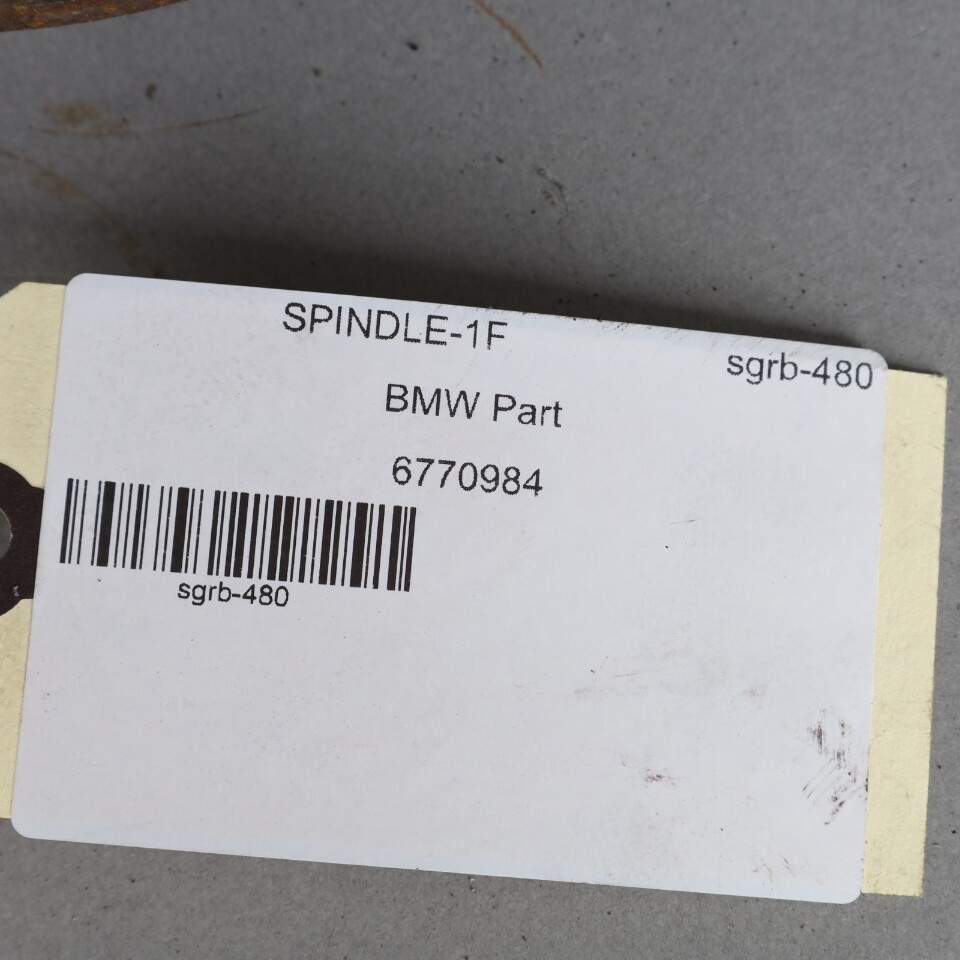 SPINDLE-1F
sgrb-480
BMW Part
6770984
sgrb-480